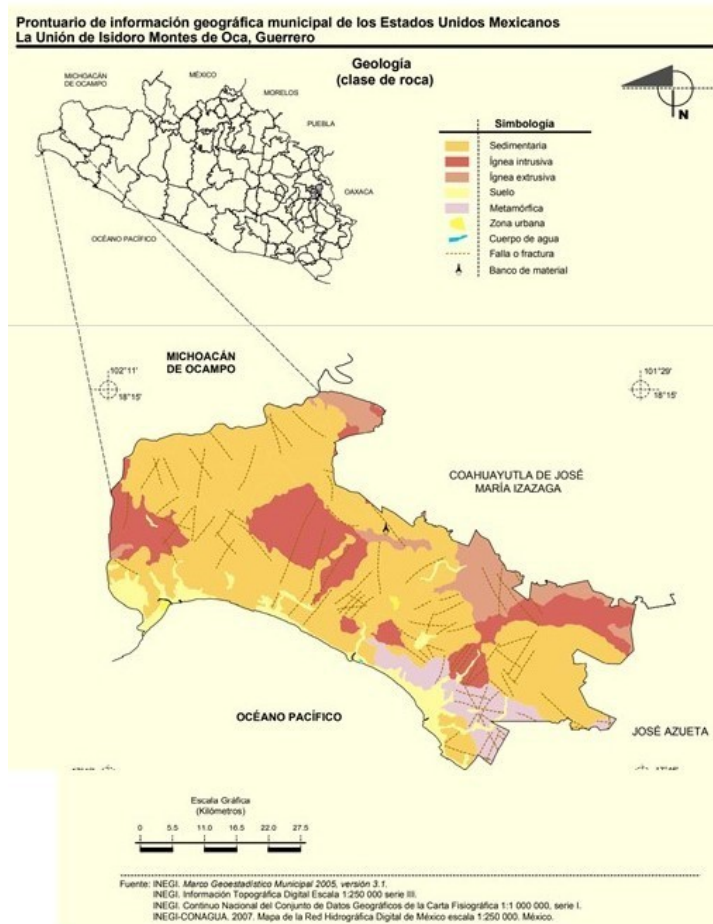 Prontuario de información geográfica municipal de los Estados Unidos Mexicanos
La Unión de Isidoro Montes de Oca, Guerrero
Geología
(clase de roca)
MICHOACÁN
DE OCAMPO
MÉXICO
MORELOS
PUEBLA
OAXACA
OCÉANO PACÍFICO
N
Simbología
Sedimentaria
Ígnea intrusiva
Ígnea extrusiva
Suelo
Metamórfica
Zona urbana
Cuerpo de agua
Falla o fractura
Banco de material
MICHOACÁN
DE OCAMPO
102°11'
18°15'
101°29'
18°15'
COAHUAYUTLA DE JOSÉ
MARÍA IZAZAGA
OCÉANO PACÍFICO
JOSÉ AZUETA
Escala Gráfica
(Kilómetros)
0 5.5 11.0 16.5 22.0 27.5
Fuente: INEGI. Marco Geoestadístico Municipal 2005, versión 3.1.
INEGI. Información Topográfica Digital Escala 1:250 000 serie III.
INEGI. Continuo Nacional del Conjunto de Datos Geográficos de la Carta Fisiográfica 1:1 000 000, serie I.
INEGI-CONAGUA. 2007. Mapa de la Red Hidrográfica Digital de México escala 1:250 000. México.